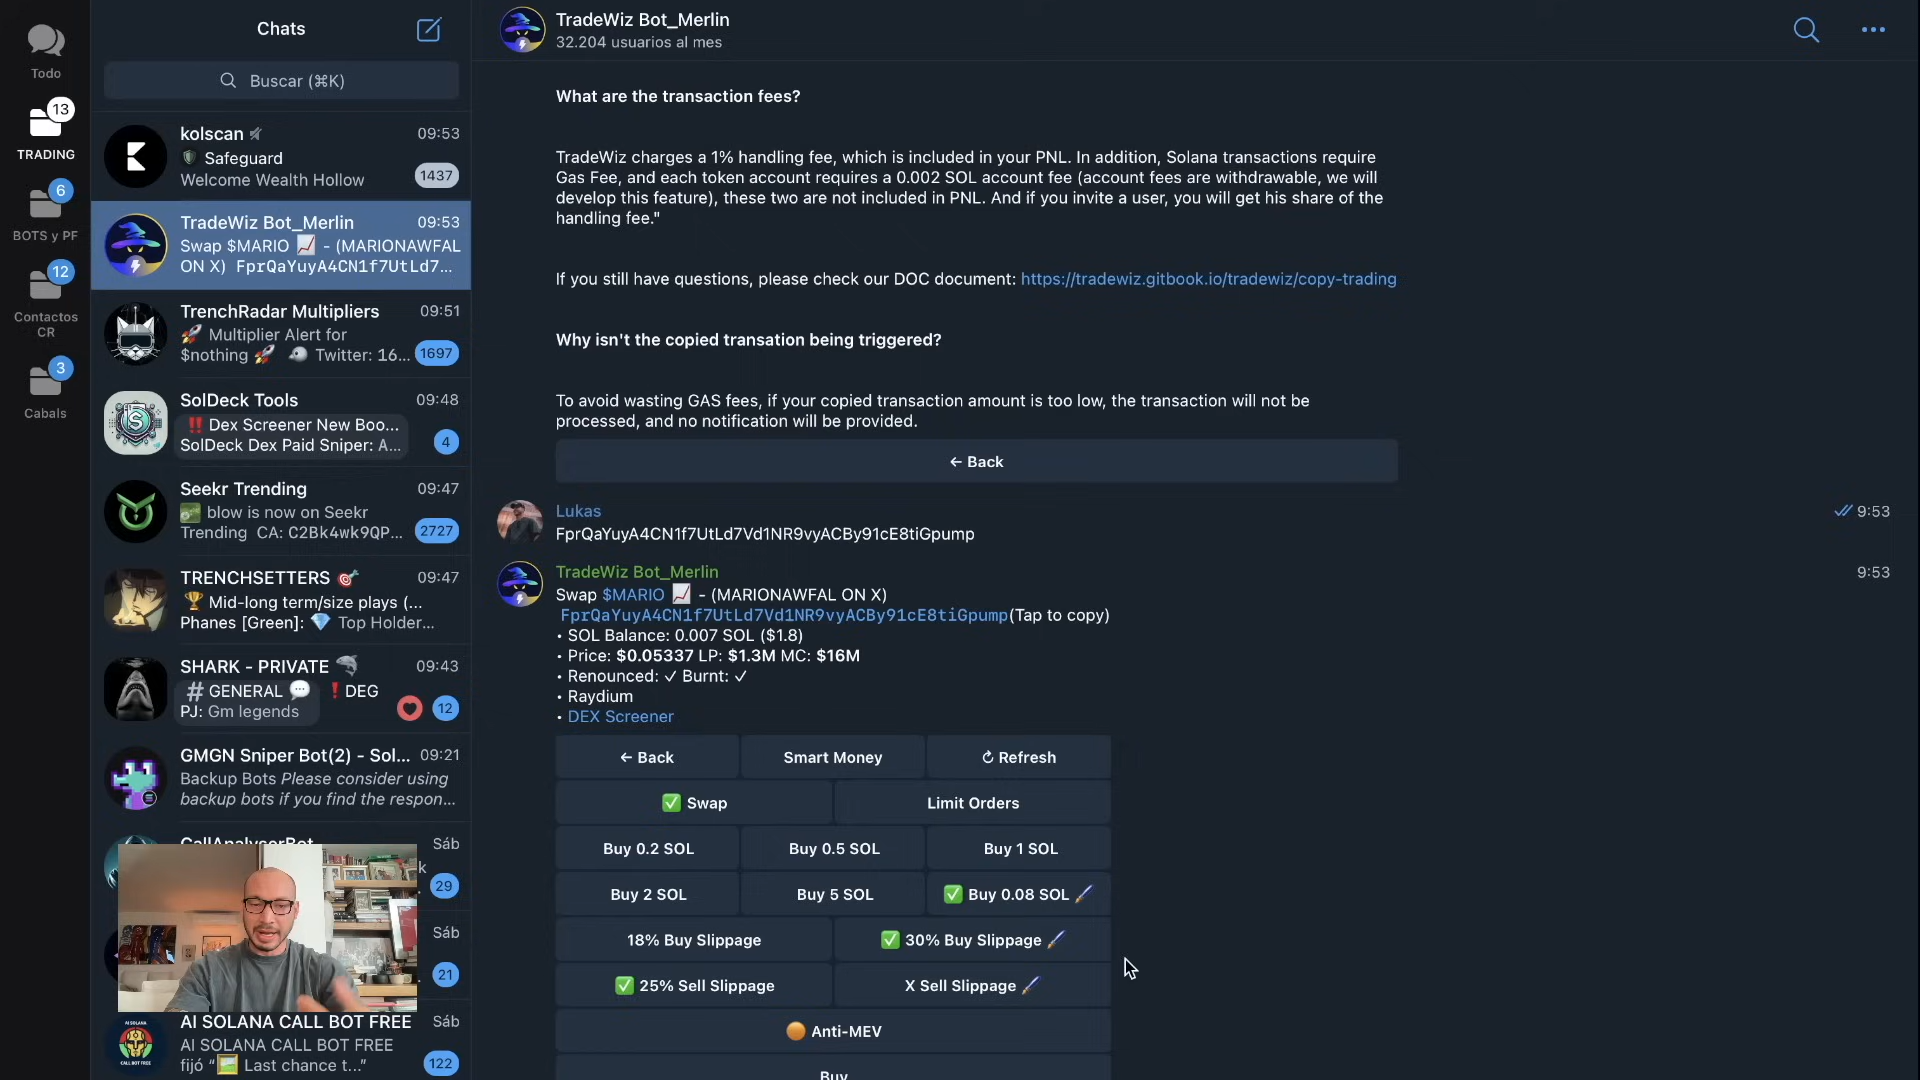 Todo
13
TRADING
6
BOTS y PF
12
Contactos
CR
3
Cabals
Chats
Buscar (⌘K)
kolscan
09:53
Safeguard
Welcome Wealth Hollow
1437
TradeWiz Bot_Merlin
09:53
Swap $MARIO 📈 - (MARIONAWFAL
ON X) FprQaYuyA4CN1f7UtLd7...
TrenchRadar Multipliers
09:51
🚀 Multiplier Alert for
$nothing 🚀 Twitter: 16...
1697
SolDeck Tools
09:48
‼️ Dex Screener New Boo...
SolDeck Dex Paid Sniper: A...
4
Seekr Trending
09:47
blow is now on Seekr
Trending CA: C2Bk4wk9QP...
2727
TRENCHSETTERS 🎯
09:47
🏆 Mid-long term/size plays (...
Phanes [Green]: 💎 Top Holder...
SHARK - PRIVATE 🦈
09:43
# GENERAL 💬 ❗DEG
PJ: Gm legends
12
GMGN Sniper Bot(2) - Sol...
09:21
Backup Bots Please consider using
backup bots if you find the respon...
CallAnalyserBot
Sáb
k
29
Sáb
21
AI SOLANA CALL BOT FREE
Sáb
AI SOLANA CALL BOT FREE
fijó “🖼️ Last chance t...”
122
AI SOLANA
CALL BOT FREE
TradeWiz Bot_Merlin
32.204 usuarios al mes
What are the transaction fees?
TradeWiz charges a 1% handling fee, which is included in your PNL. In addition, Solana transactions require
Gas Fee, and each token account requires a 0.002 SOL account fee (account fees are withdrawable, we will
develop this feature), these two are not included in PNL. And if you invite a user, you will get his share of the
handling fee."
If you still have questions, please check our DOC document: https://tradewiz.gitbook.io/tradewiz/copy-trading
Why isn't the copied transation being triggered?
To avoid wasting GAS fees, if your copied transaction amount is too low, the transaction will not be
processed, and no notification will be provided.
← Back
Lukas
9:53
FprQaYuyA4CN1f7UtLd7Vd1NR9vyACBy91cE8tiGpump
TradeWiz Bot_Merlin
9:53
Swap $MARIO 📈 - (MARIONAWFAL ON X)
FprQaYuyA4CN1f7UtLd7Vd1NR9vyACBy91cE8tiGpump(Tap to copy)
• SOL Balance: 0.007 SOL ($1.8)
• Price: $0.05337 LP: $1.3M MC: $16M
• Renounced: ✓ Burnt: ✓
• Raydium
• DEX Screener
← Back
Smart Money
↻ Refresh
✅ Swap
Limit Orders
Buy 0.2 SOL
Buy 0.5 SOL
Buy 1 SOL
Buy 2 SOL
Buy 5 SOL
✅ Buy 0.08 SOL 🖌️
18% Buy Slippage
✅ 30% Buy Slippage 🖌️
✅ 25% Sell Slippage
X Sell Slippage 🖌️
🟠 Anti-MEV
Buy